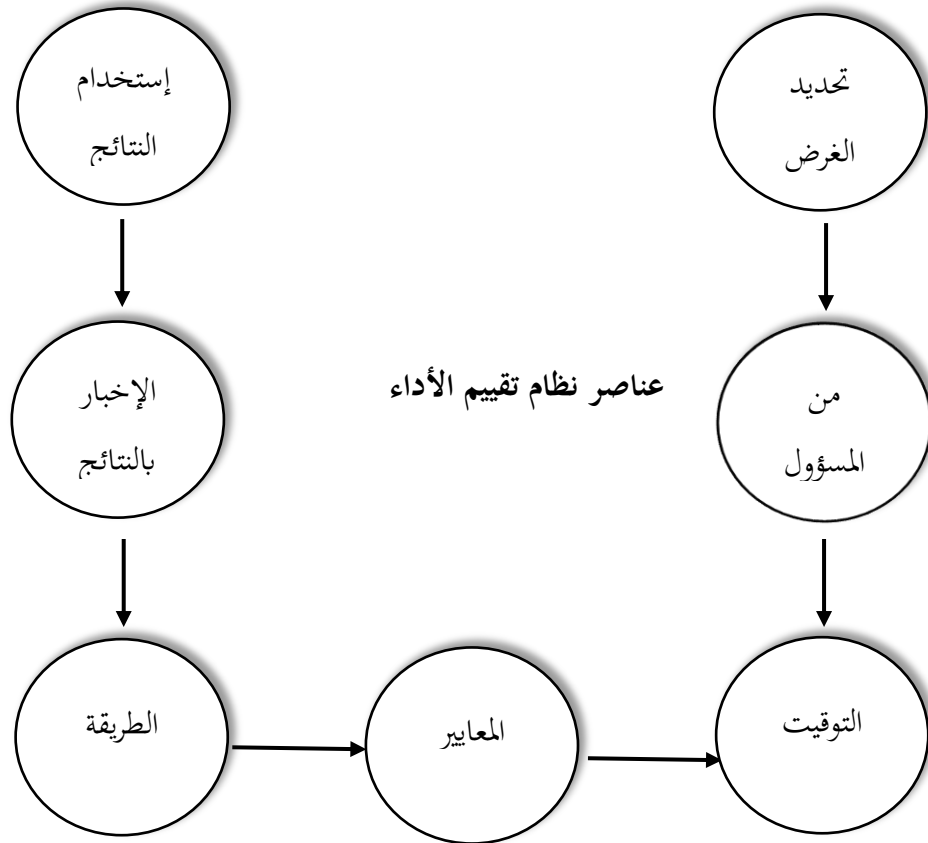 تحديد
الغرض
إستخدام
النتائج
عناصر نظام تقييم الأداء
من
المسؤول
الإخبار
بالنتائج
التوقيت
المعايير
الطريقة